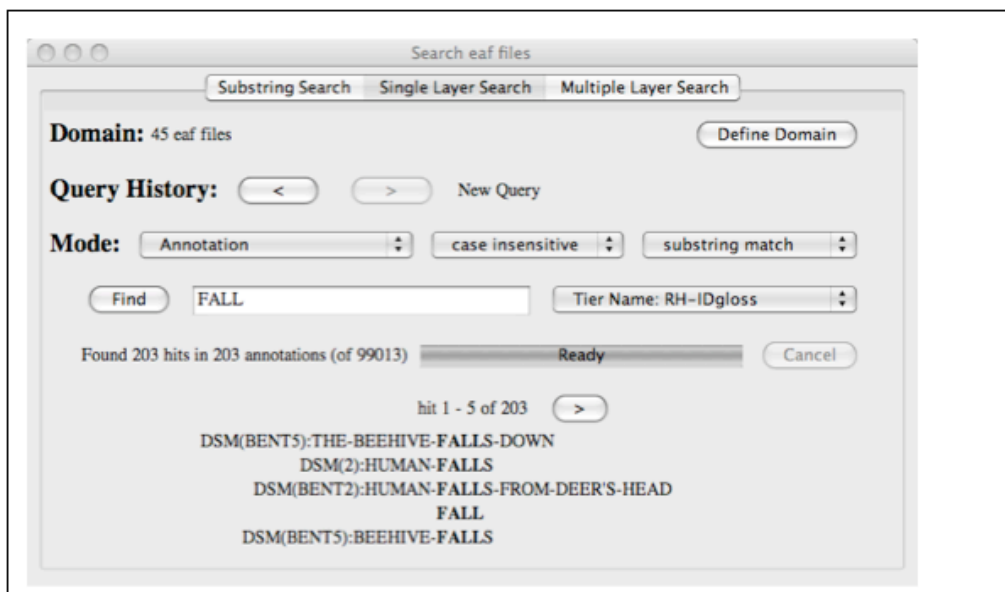 Search eaf files
Substring Search Single Layer Search Multiple Layer Search
Domain: 45 eaf files Define Domain
Query History: < > New Query
Mode: Annotation case insensitive substring match
Find FALL Tier Name: RH-IDgloss
Found 203 hits in 203 annotations (of 99013) Ready Cancel
hit 1 - 5 of 203 >
DSM(BENT5):THE-BEEHIVE-FALLS-DOWN
DSM(2):HUMAN-FALLS
DSM(BENT2):HUMAN-FALLS-FROM-DEER'S-HEAD
FALL
DSM(BENT5):BEEHIVE-FALLS